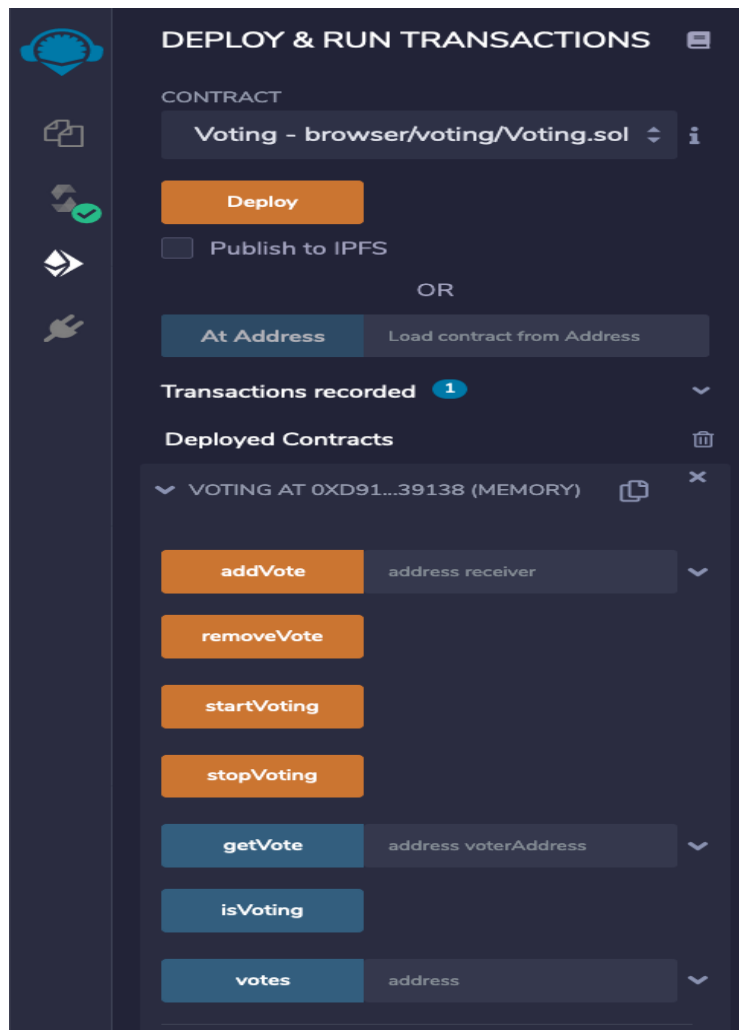 DEPLOY & RUN TRANSACTIONS
CONTRACT
Voting - browser/voting/Voting.sol
Deploy
Publish to IPFS
OR
At Address Load contract from Address
Transactions recorded 1
Deployed Contracts
VOTING AT 0XD91...39138 (MEMORY)
addVote address receiver
removeVote
startVoting
stopVoting
getVote address voterAddress
isVoting
votes address